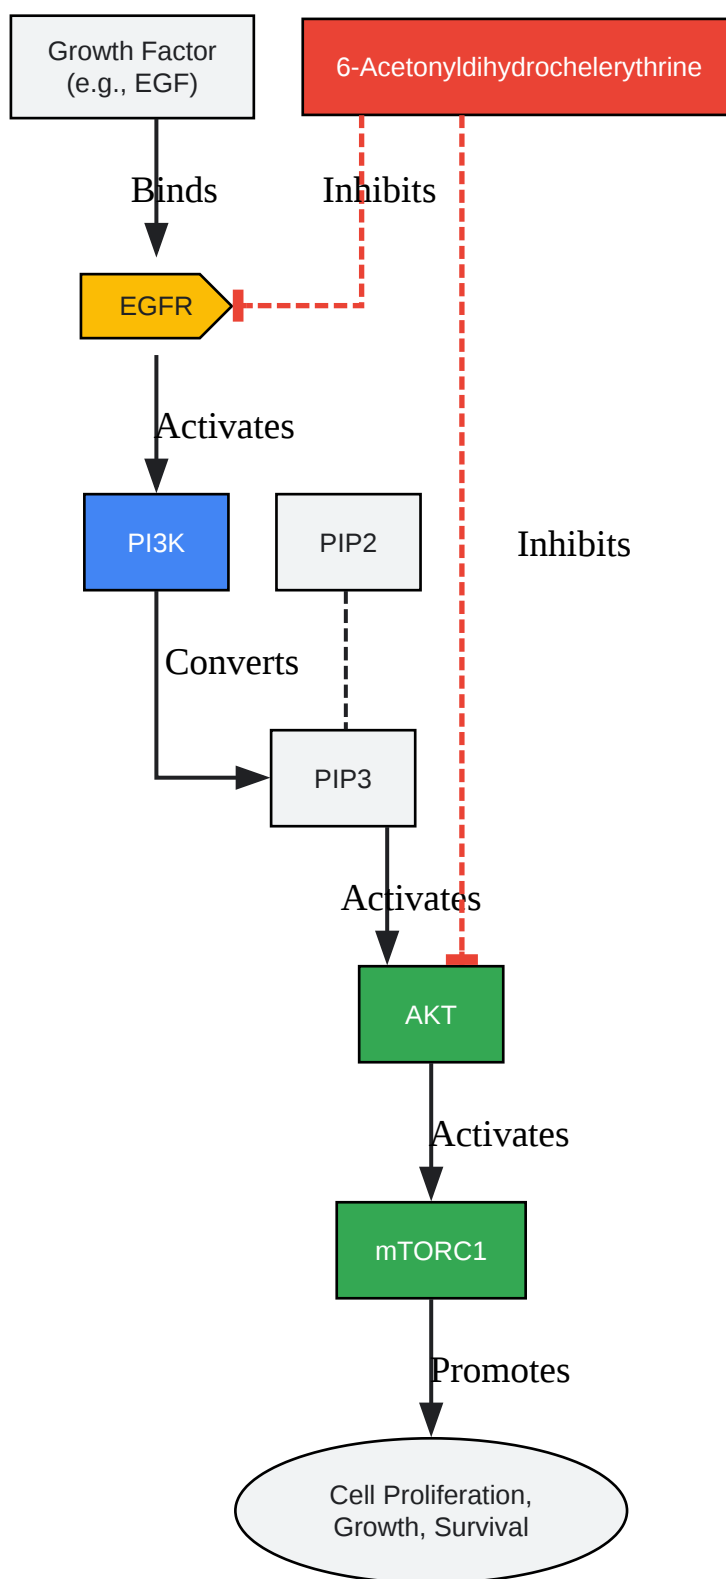 Growth Factor
(e.g., EGF)
6-Acetonyldihydrochelerythrine
Binds
Inhibits
EGFR
Activates
PI3K
PIP2
Inhibits
Converts
PIP3
Activates
AKT
Activates
mTORC1
Promotes
Cell Proliferation,
Growth, Survival